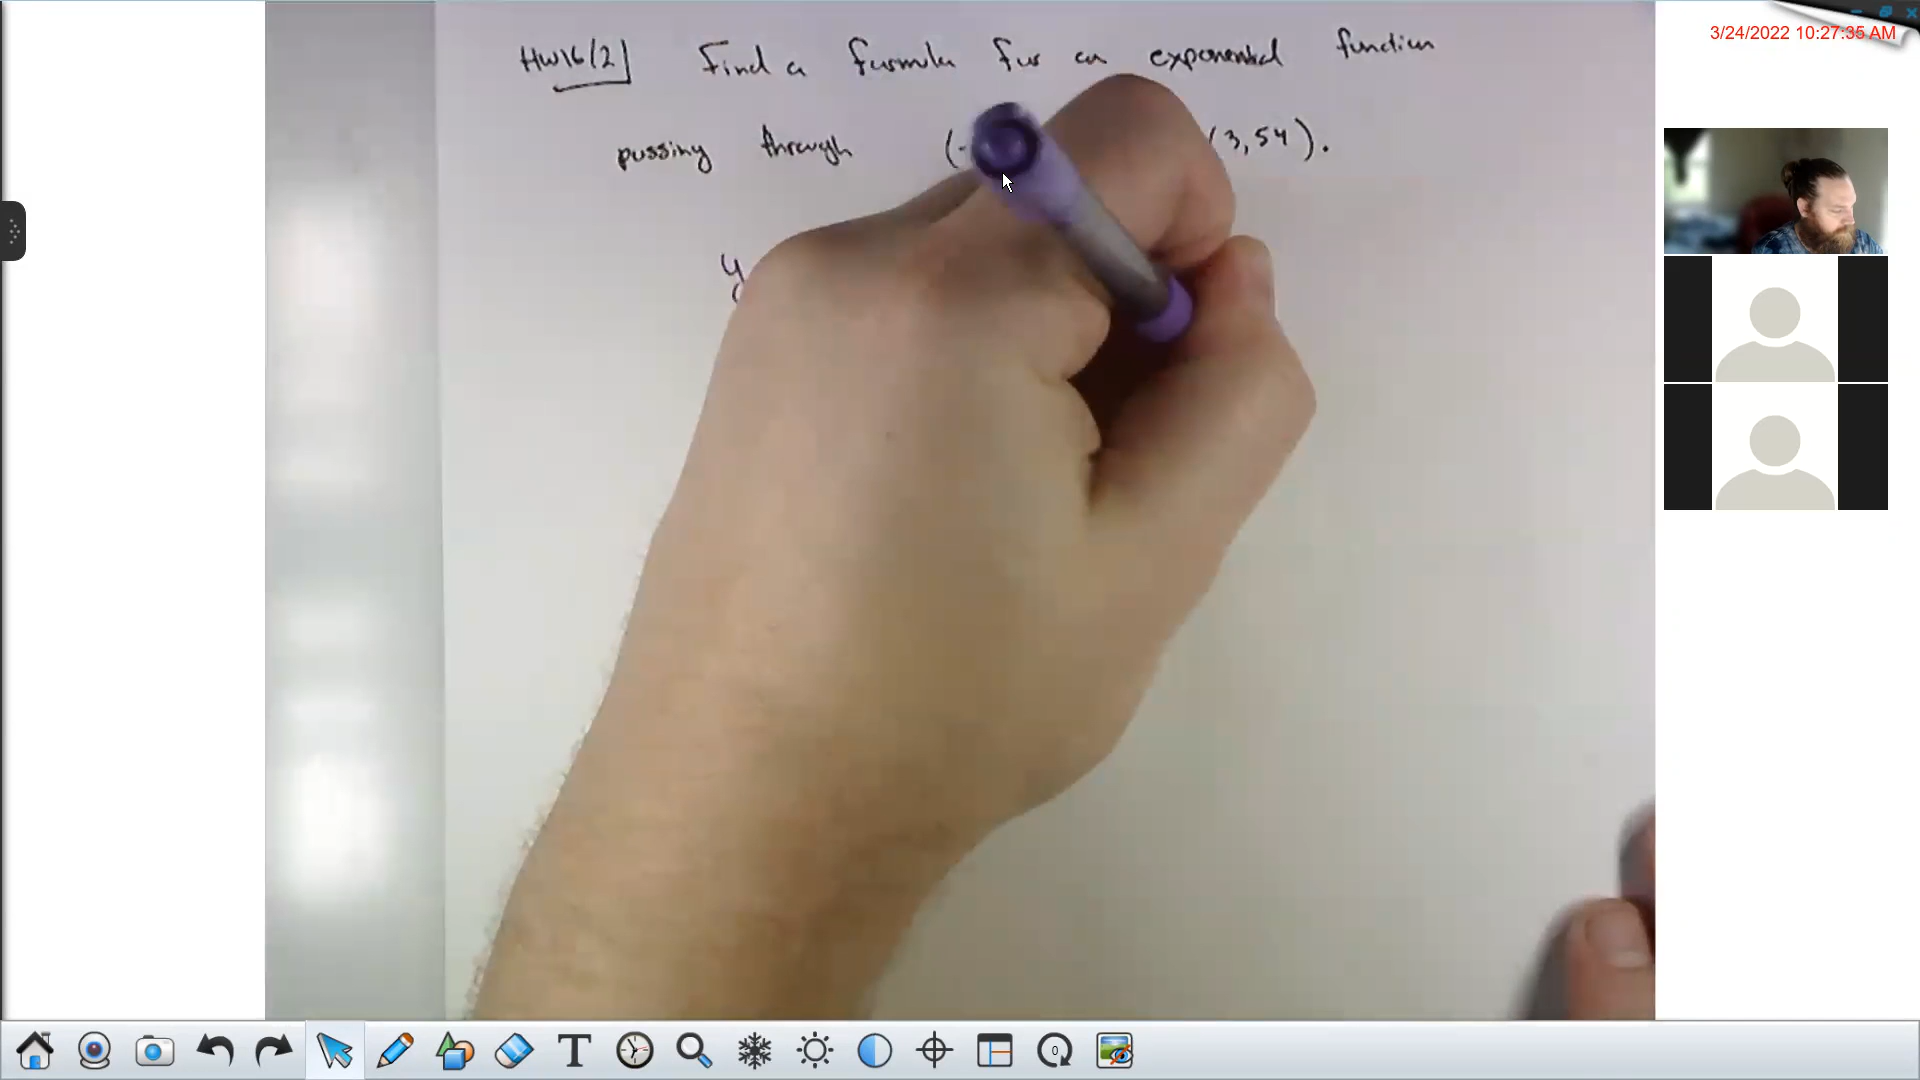 3/24/2022 10:27:35 AM
HW16/2] Find a formula for an exponential function
passing through (- (3,54).
y
T
0